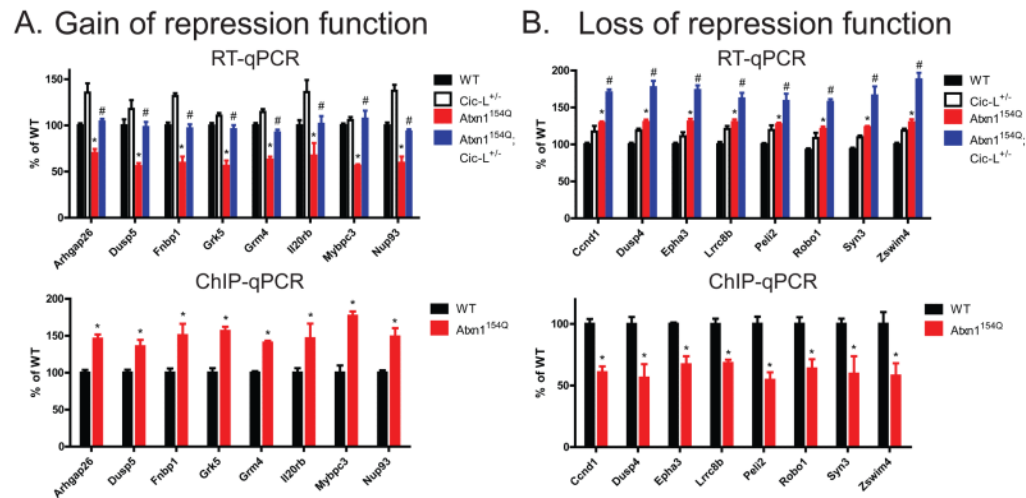 A. Gain of repression function
RT-qPCR
% of WT
150
100
50
0
* # * # * # * # * # * # * # * #
Arhgap26 Dusp5 Fnbp1 Grk5 Grm4 Il20rb Mybpc3 Nup93
WT
Cic-L+/-
Atxn1154Q
Atxn1154Q;
Cic-L+/-
ChIP-qPCR
% of WT
200
150
100
50
0
* * * * * * * *
Arhgap26 Dusp5 Fnbp1 Grk5 Grm4 Il20rb Mybpc3 Nup93
WT
Atxn1154Q
B. Loss of repression function
RT-qPCR
% of WT
200
150
100
50
0
* # * # * # * # * # * # * # * #
Ccnd1 Dusp4 Epha3 Lrrc8b Peli2 Robo1 Syn3 Zswim4
WT
Cic-L+/-
Atxn1154Q
Atxn1154Q;
Cic-L+/-
ChIP-qPCR
% of WT
100
50
0
* * * * * * * *
Ccnd1 Dusp4 Epha3 Lrrc8b Peli2 Robo1 Syn3 Zswim4
WT
Atxn1154Q